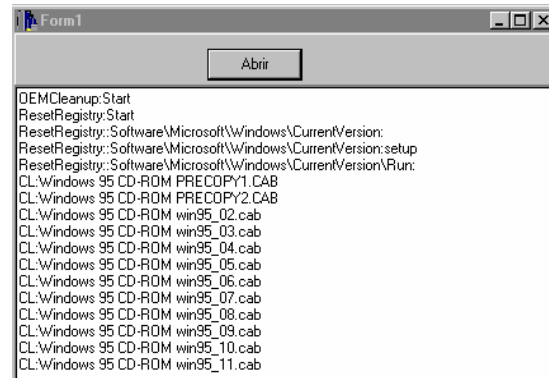 Form1
Abrir
OEMCleanup:Start
ResetRegistry:Start
ResetRegistry::Software\Microsoft\Windows\CurrentVersion:
ResetRegistry::Software\Microsoft\Windows\CurrentVersion:setup
ResetRegistry::Software\Microsoft\Windows\CurrentVersion\Run:
CL:Windows 95 CD-ROM PRECOPY1.CAB
CL:Windows 95 CD-ROM PRECOPY2.CAB
CL:Windows 95 CD-ROM win95_02.cab
CL:Windows 95 CD-ROM win95_03.cab
CL:Windows 95 CD-ROM win95_04.cab
CL:Windows 95 CD-ROM win95_05.cab
CL:Windows 95 CD-ROM win95_06.cab
CL:Windows 95 CD-ROM win95_07.cab
CL:Windows 95 CD-ROM win95_08.cab
CL:Windows 95 CD-ROM win95_09.cab
CL:Windows 95 CD-ROM win95_10.cab
CL:Windows 95 CD-ROM win95_11.cab